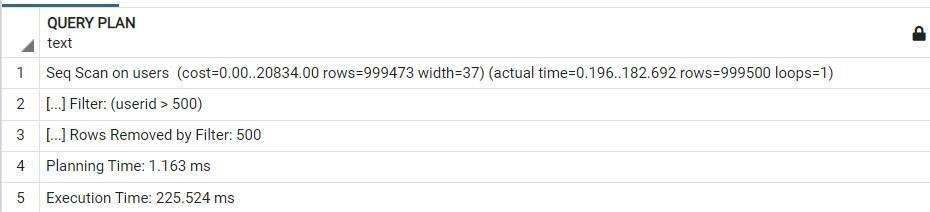 QUERY PLAN
text
1 Seq Scan on users (cost=0.00..20834.00 rows=999473 width=37) (actual time=0.196..182.692 rows=999500 loops=1)
2 [...] Filter: (userid > 500)
3 [...] Rows Removed by Filter: 500
4 Planning Time: 1.163 ms
5 Execution Time: 225.524 ms